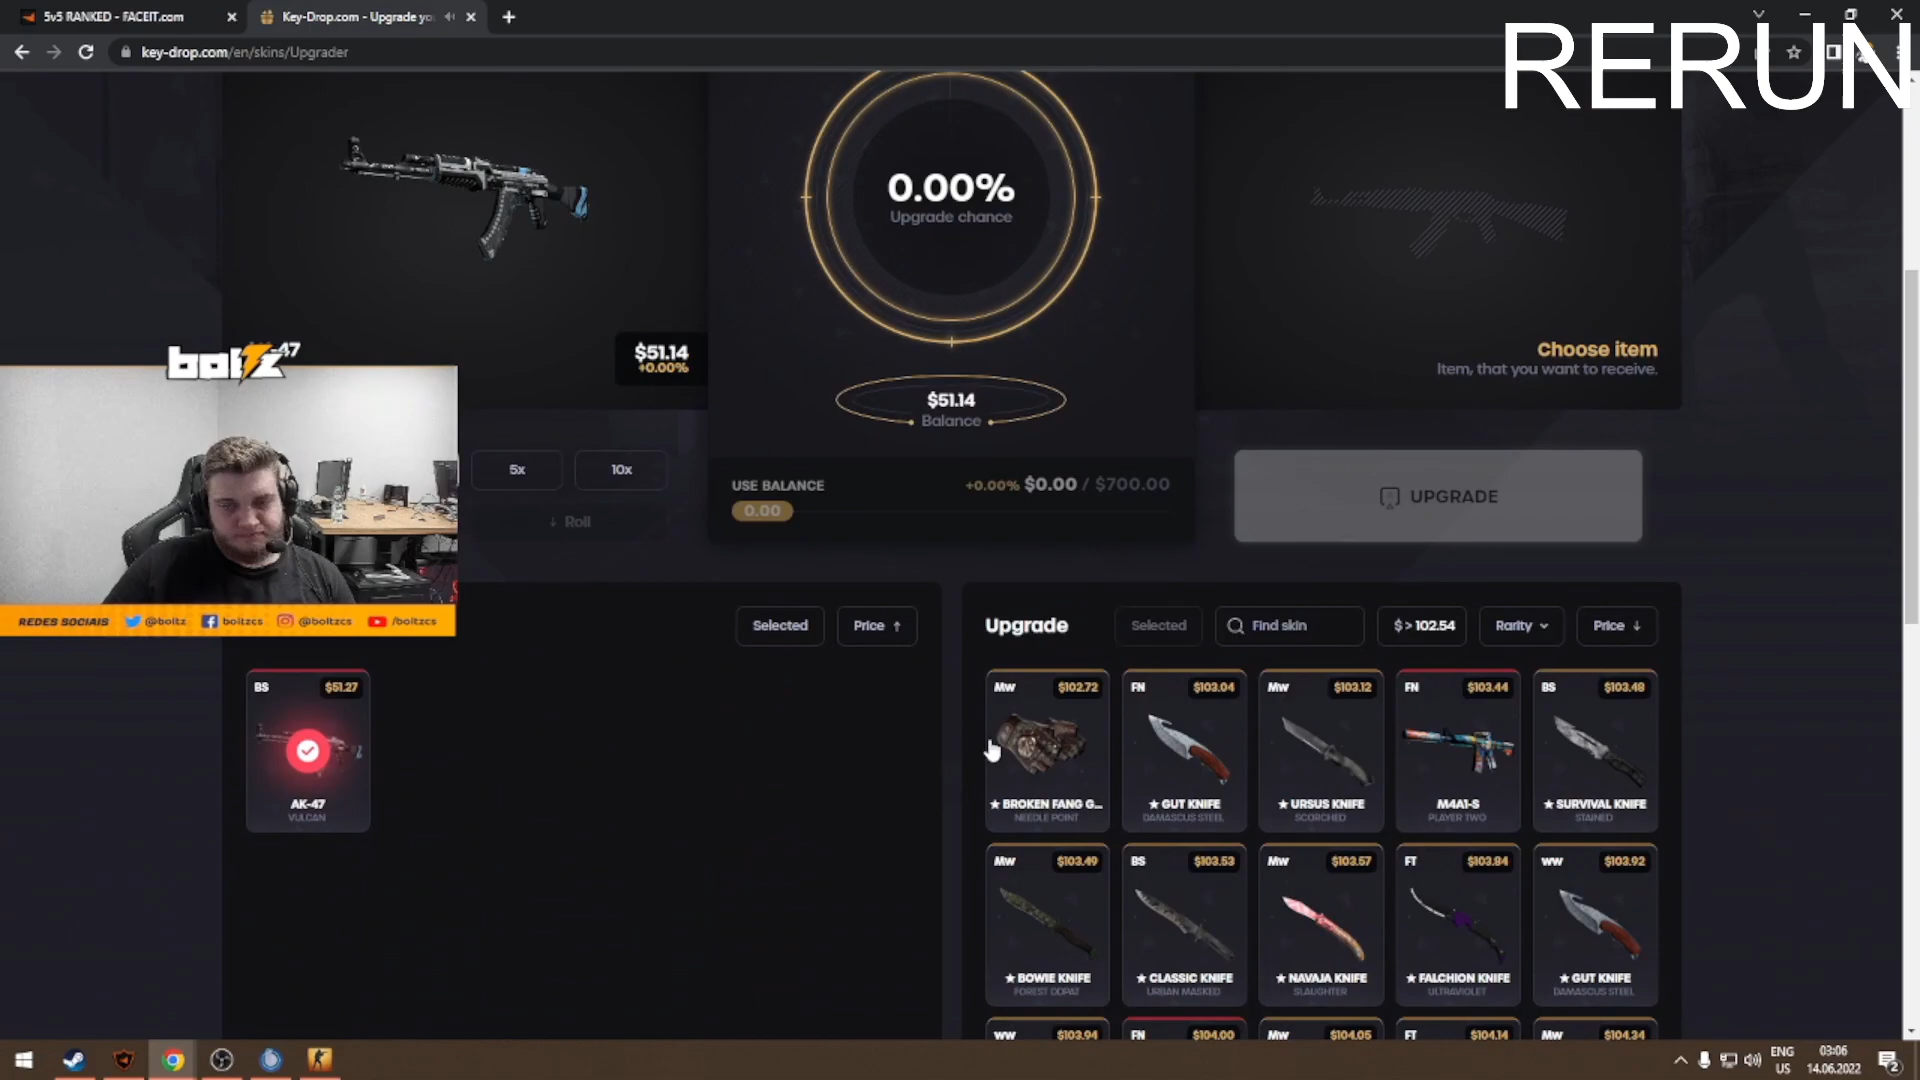 5v5 RANKED - FACEIT.com
Key-Drop.com - Upgrade yo
key-drop.com/en/skins/Upgrader
RERUN
0.00%
Upgrade chance
$51.14
+0.00%
Choose item
Item, that you want to receive.
boltz
-47
$51.14
Balance
5x
10x
Roll
USE BALANCE
+0.00% $0.00 / $700.00
0.00
UPGRADE
REDES SOCIAIS @boltz boltzcs @boltzcs /boltzcs
Selected
Price
Upgrade
Selected
Find skin
$ > 102.54
Rarity
Price
BS $51.27
AK-47
VULCAN
MW $102.72
★ BROKEN FANG G...
NEEDLE POINT
FN $103.04
★ GUT KNIFE
DAMASCUS STEEL
MW $103.12
★ URSUS KNIFE
SCORCHED
FN $103.44
M4A1-S
PLAYER TWO
BS $103.48
★ SURVIVAL KNIFE
STAINED
MW $103.49
★ BOWIE KNIFE
FOREST DDPAT
BS $103.53
★ CLASSIC KNIFE
URBAN MASKED
MW $103.57
★ NAVAJA KNIFE
SLAUGHTER
FT $103.84
★ FALCHION KNIFE
ULTRAVIOLET
WW $103.92
★ GUT KNIFE
DAMASCUS STEEL
WW $103.94
FN $104.00
MW $104.05
FT $104.14
MW $104.34
ENG
US
03:06
14.06.2022
2